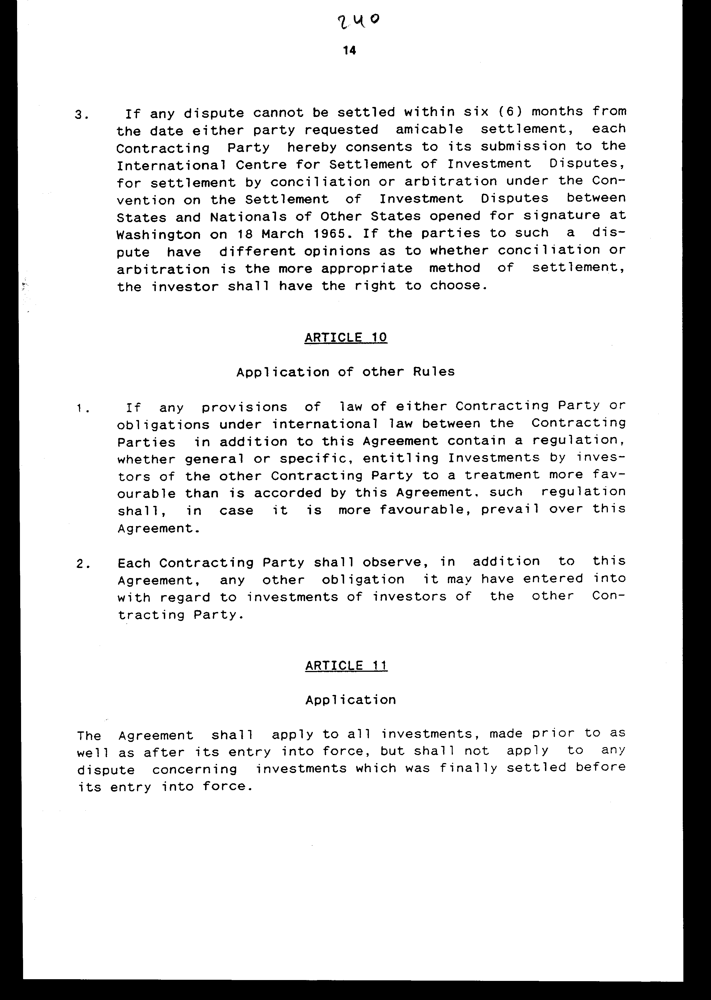 240
14
3. If any dispute cannot be settled within six (6) months from
the date either party requested amicable settlement, each
Contracting Party hereby consents to its submission to the
International Centre for Settlement of Investment Disputes,
for settlement by conciliation or arbitration under the Con-
vention on the Settlement of Investment Disputes between
States and Nationals of Other States opened for signature at
Washington on 18 March 1965. If the parties to such a dis-
pute have different opinions as to whether conciliation or
arbitration is the more appropriate method of settlement,
the investor shall have the right to choose.
ARTICLE 10
Application of other Rules
1. If any provisions of law of either Contracting Party or
obligations under international law between the Contracting
Parties in addition to this Agreement contain a regulation,
whether general or specific, entitling Investments by inves-
tors of the other Contracting Party to a treatment more fav-
ourable than is accorded by this Agreement, such regulation
shall, in case it is more favourable, prevail over this
Agreement.
2. Each Contracting Party shall observe, in addition to this
Agreement, any other obligation it may have entered into
with regard to investments of investors of the other Con-
tracting Party.
ARTICLE 11
Application
The Agreement shall apply to all investments, made prior to as
well as after its entry into force, but shall not apply to any
dispute concerning investments which was finally settled before
its entry into force.